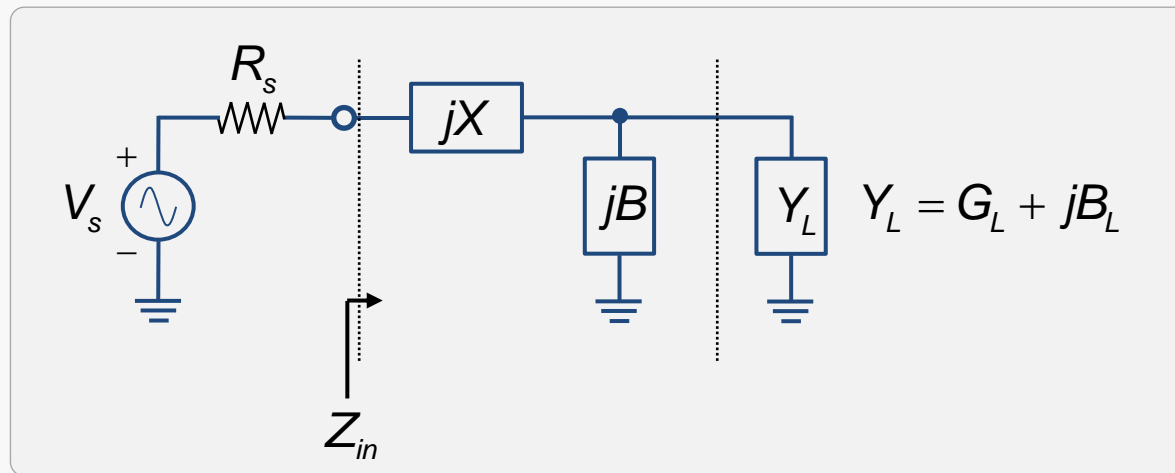 R_s
jX
+
V_s
−
jB
Y_L
Y_L = G_L + jB_L
Z_in